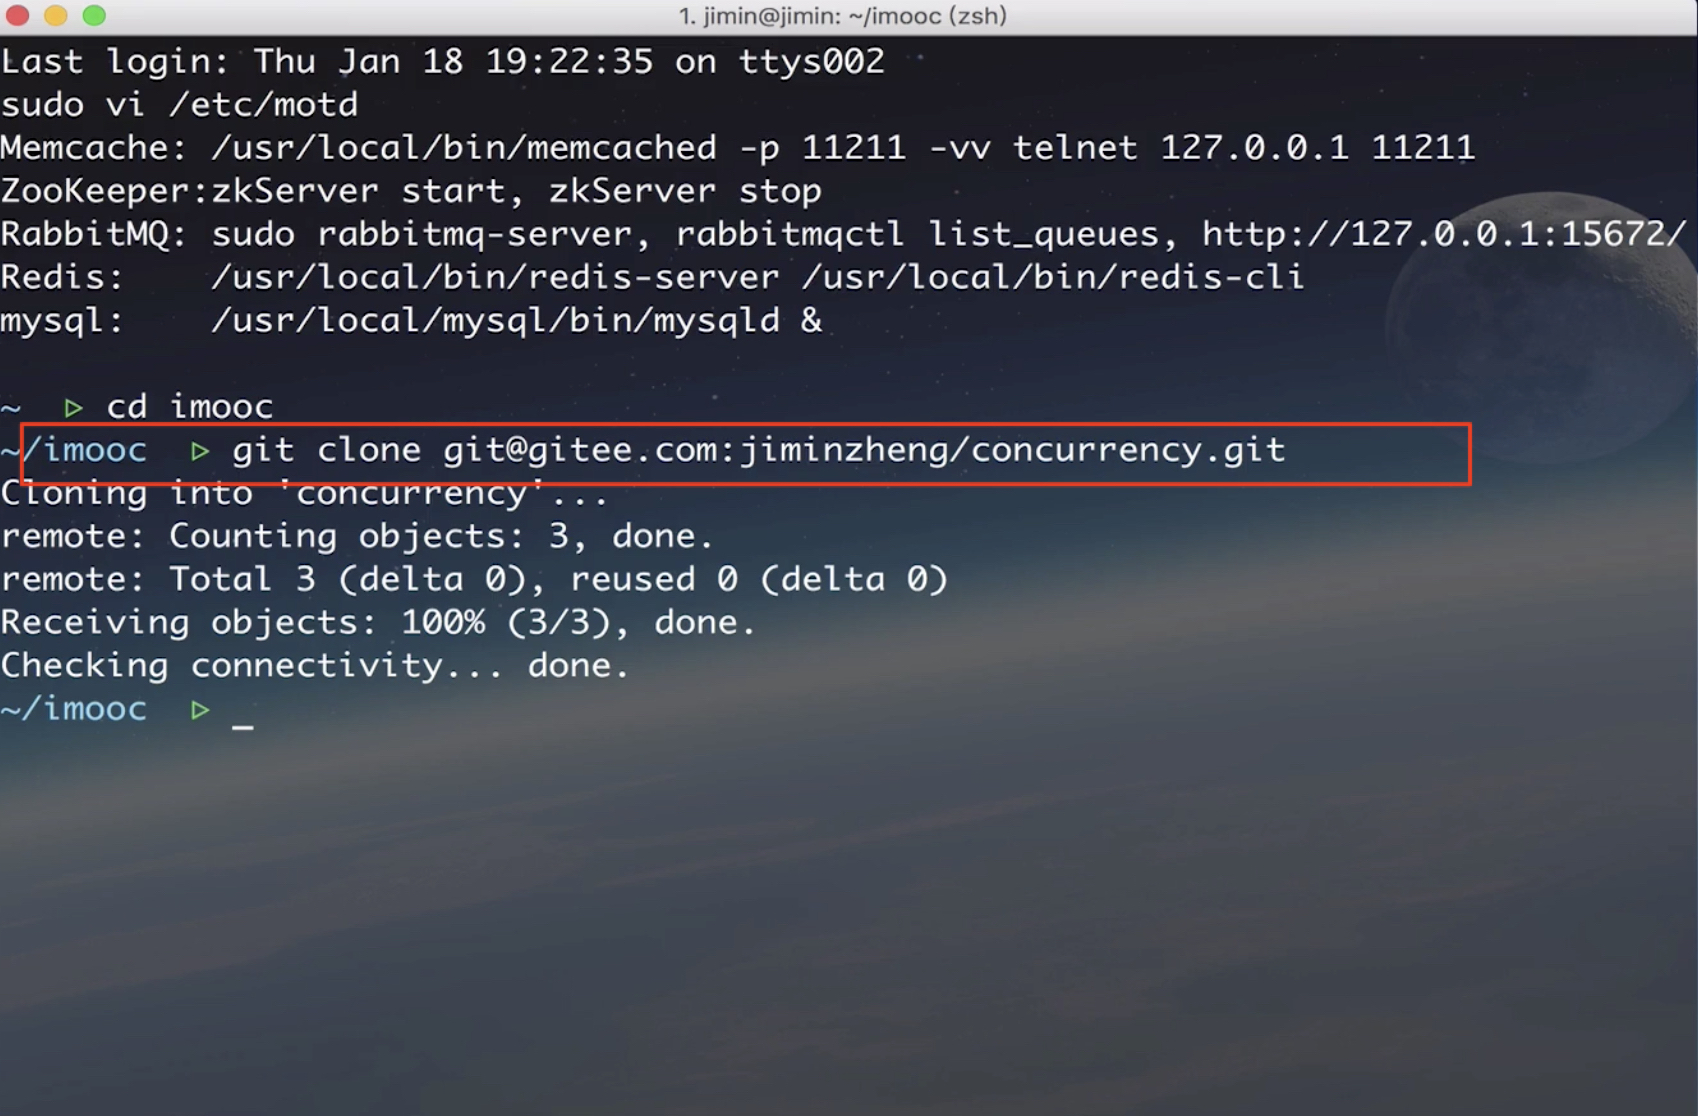 1. jimin@jimin: ~/imooc (zsh)
Last login: Thu Jan 18 19:22:35 on ttys002
sudo vi /etc/motd
Memcache: /usr/local/bin/memcached -p 11211 -vv telnet 127.0.0.1 11211
ZooKeeper:zkServer start, zkServer stop
RabbitMQ: sudo rabbitmq-server, rabbitmqctl list_queues, http://127.0.0.1:15672/
Redis:    /usr/local/bin/redis-server /usr/local/bin/redis-cli
mysql:    /usr/local/mysql/bin/mysqld &
~  ▷ cd imooc
~/imooc  ▷ git clone git@gitee.com:jiminzheng/concurrency.git
Cloning into 'concurrency'...
remote: Counting objects: 3, done.
remote: Total 3 (delta 0), reused 0 (delta 0)
Receiving objects: 100% (3/3), done.
Checking connectivity... done.
~/imooc  ▷ _